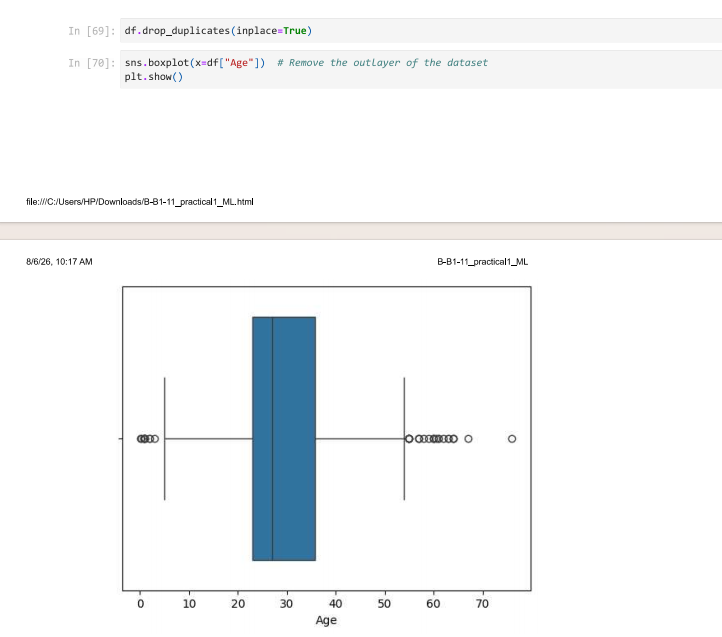 In [69]: df.drop_duplicates(inplace=True)
In [70]: sns.boxplot(x=df["Age"]) # Remove the outlayer of the dataset
plt.show()
file:///C:/Users/HP/Downloads/B-B1-11_practical1_ML.html
8/6/26, 10:17 AM B-B1-11_practical1_ML
0 10 20 30 40 50 60 70
Age